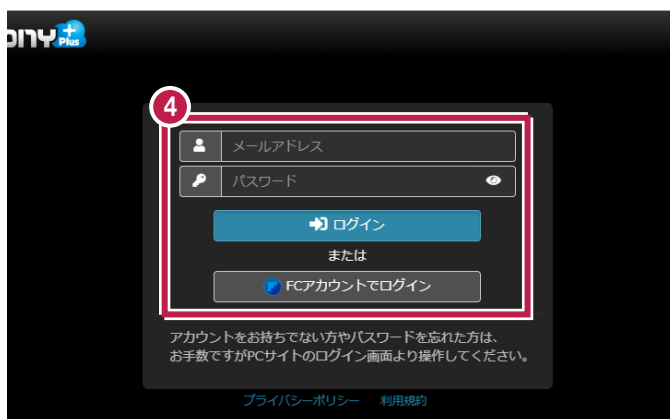 Plus
4
メールアドレス
パスワード
ログイン
または
FCアカウントでログイン
アカウントをお持ちでない方やパスワードを忘れた方は、
お手数ですがPCサイトのログイン画面より操作してください。
プライバシーポリシー 利用規約